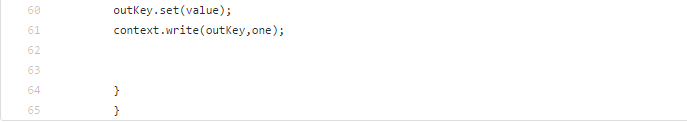 60 outKey.set(value);
61 context.write(outKey,one);
62
63
64 }
65 }